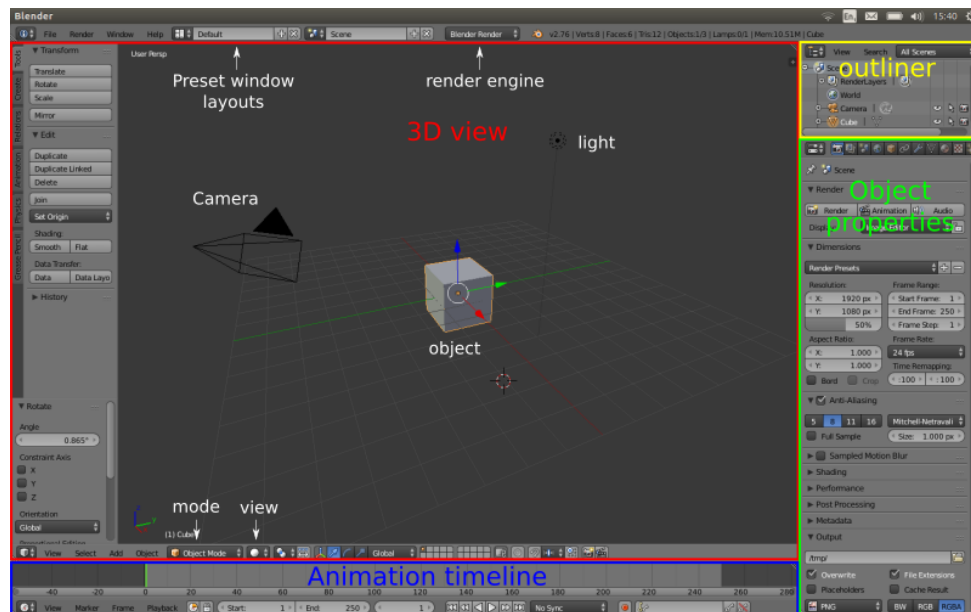 Blender
En
15:40
File Render Window Help Default Scene Blender Render v2.76 | Verts:8 | Faces:6 | Tris:12 | Objects:1/3 | Lamps:0/1 | Mem:10.51M | Cube
Tools
Create
Relations
Animation
Physics
Grease Pencil
Transform
Translate
Rotate
Scale
Mirror
Edit
Duplicate
Duplicate Linked
Delete
Join
Set Origin
Shading:
Smooth Flat
Data Transfer:
Data Data Layo
History
Rotate
Angle
0.865°
Constraint Axis
X
Y
Z
Orientation
Global
User Persp
Preset window
layouts
render engine
3D view
light
Camera
object
mode view
(1) Cube
View Select Add Object Object Mode Global
Animation timeline
-40 -20 0 20 40 60 80 100 120 140 160 180 200 220 240 260 280
View Marker Frame Playback Start: 1 End: 250 1 No Sync
View Search All Scenes
outliner
Scene
RenderLayers
World
Camera
Cube
Scene
Object
properties
Render
Render Animation Audio
Dimensions
Render Presets
Resolution: Frame Range:
X: 1920 px Start Frame: 1
Y: 1080 px End Frame: 250
50% Frame Step: 1
Aspect Ratio: Frame Rate:
X: 1.000 24 fps
Y: 1.000 Time Remapping:
Bord Crop :100 :100
Anti-Aliasing
5 8 11 16 Mitchell-Netravali
Full Sample Size: 1.000 px
Sampled Motion Blur
Shading
Performance
Post Processing
Metadata
Output
/tmp/
Overwrite File Extensions
Placeholders Cache Result
PNG BW RGB RGBA